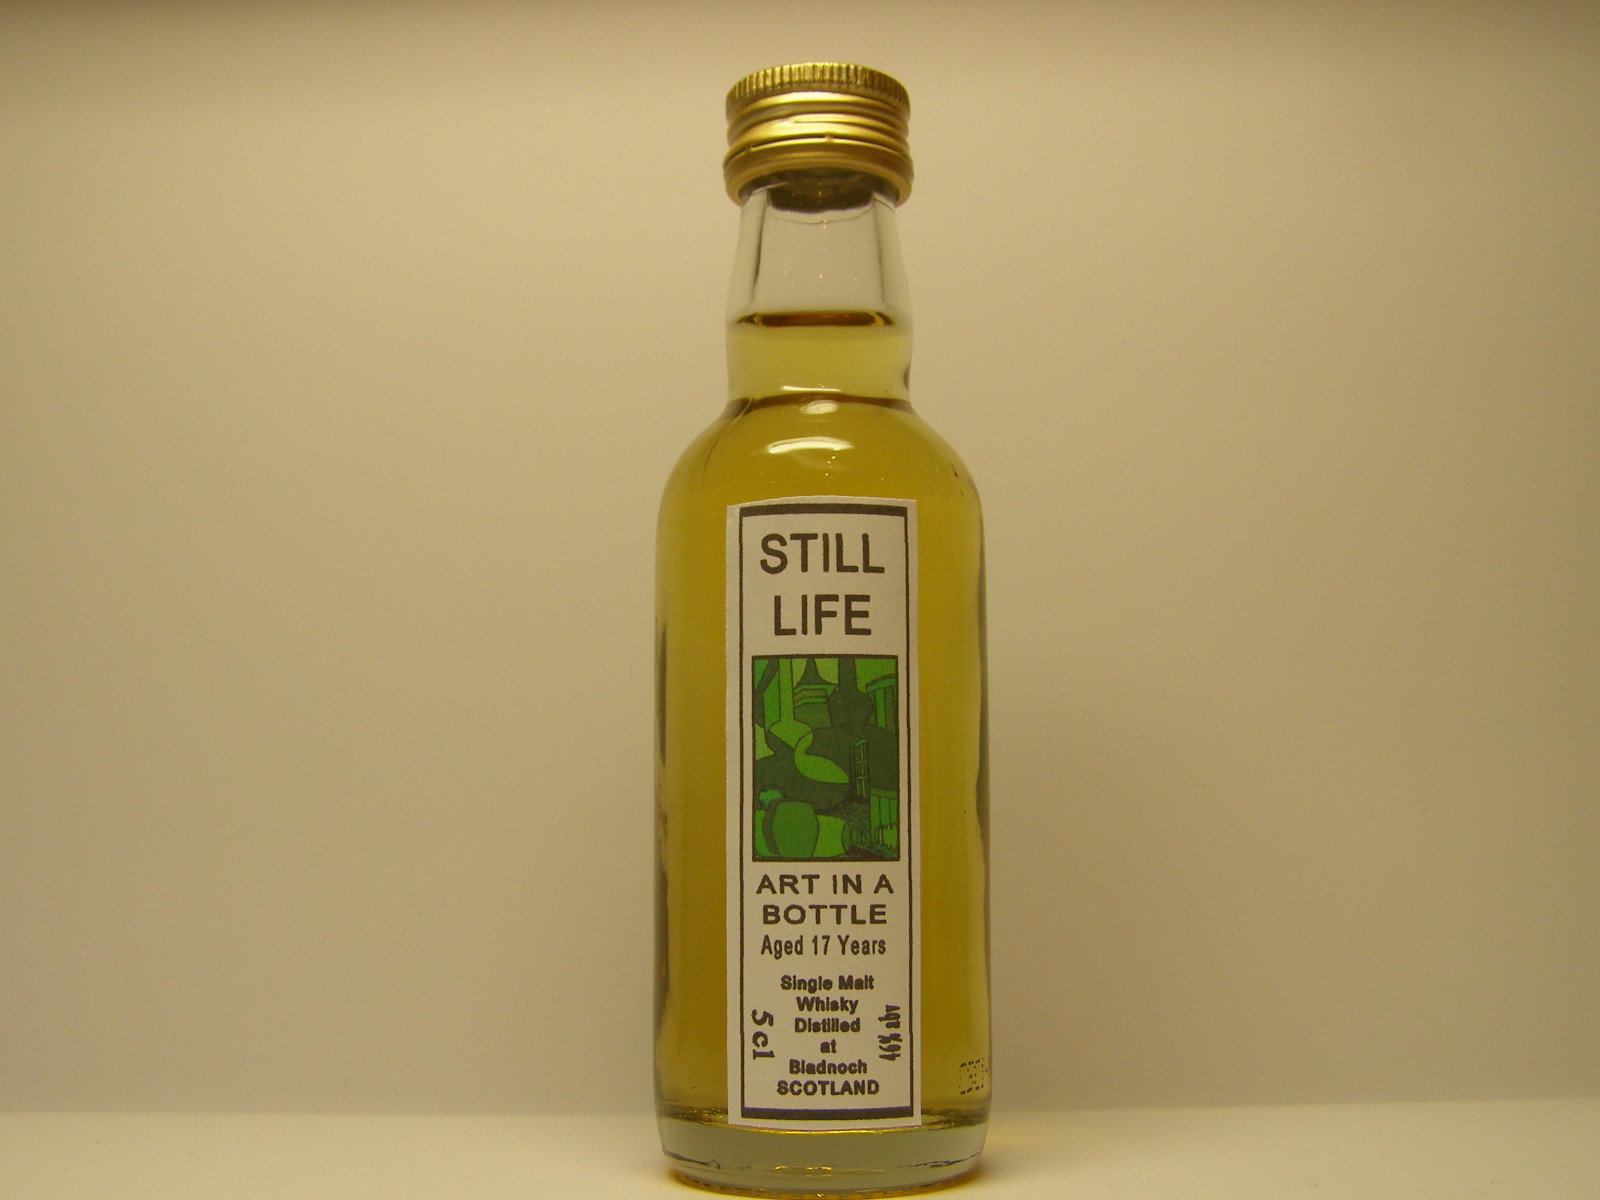 STILL
LIFE
ART IN A
BOTTLE
Aged 17 Years
Single Malt
Whisky
Distilled
at
Bladnoch
SCOTLAND
5cl
46% abv